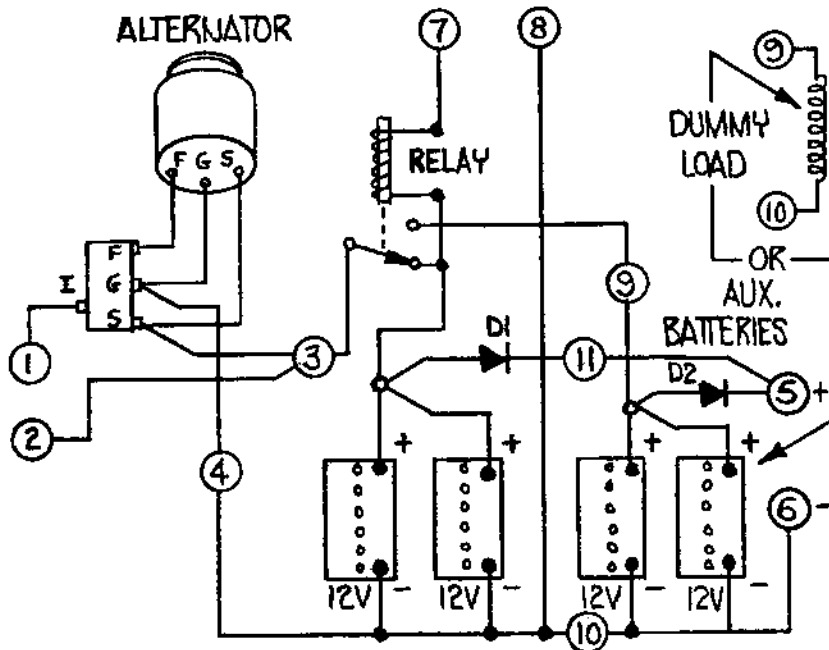 ALTERNATOR
7
8
9
F G S
RELAY
DUMMY
LOAD
F
I
G
S
10
OR
AUX.
BATTERIES
9
1
3
D1
11
D2
5 +
2
4
+
+
+
+
6 -
12V -
12V -
12V -
12V -
10